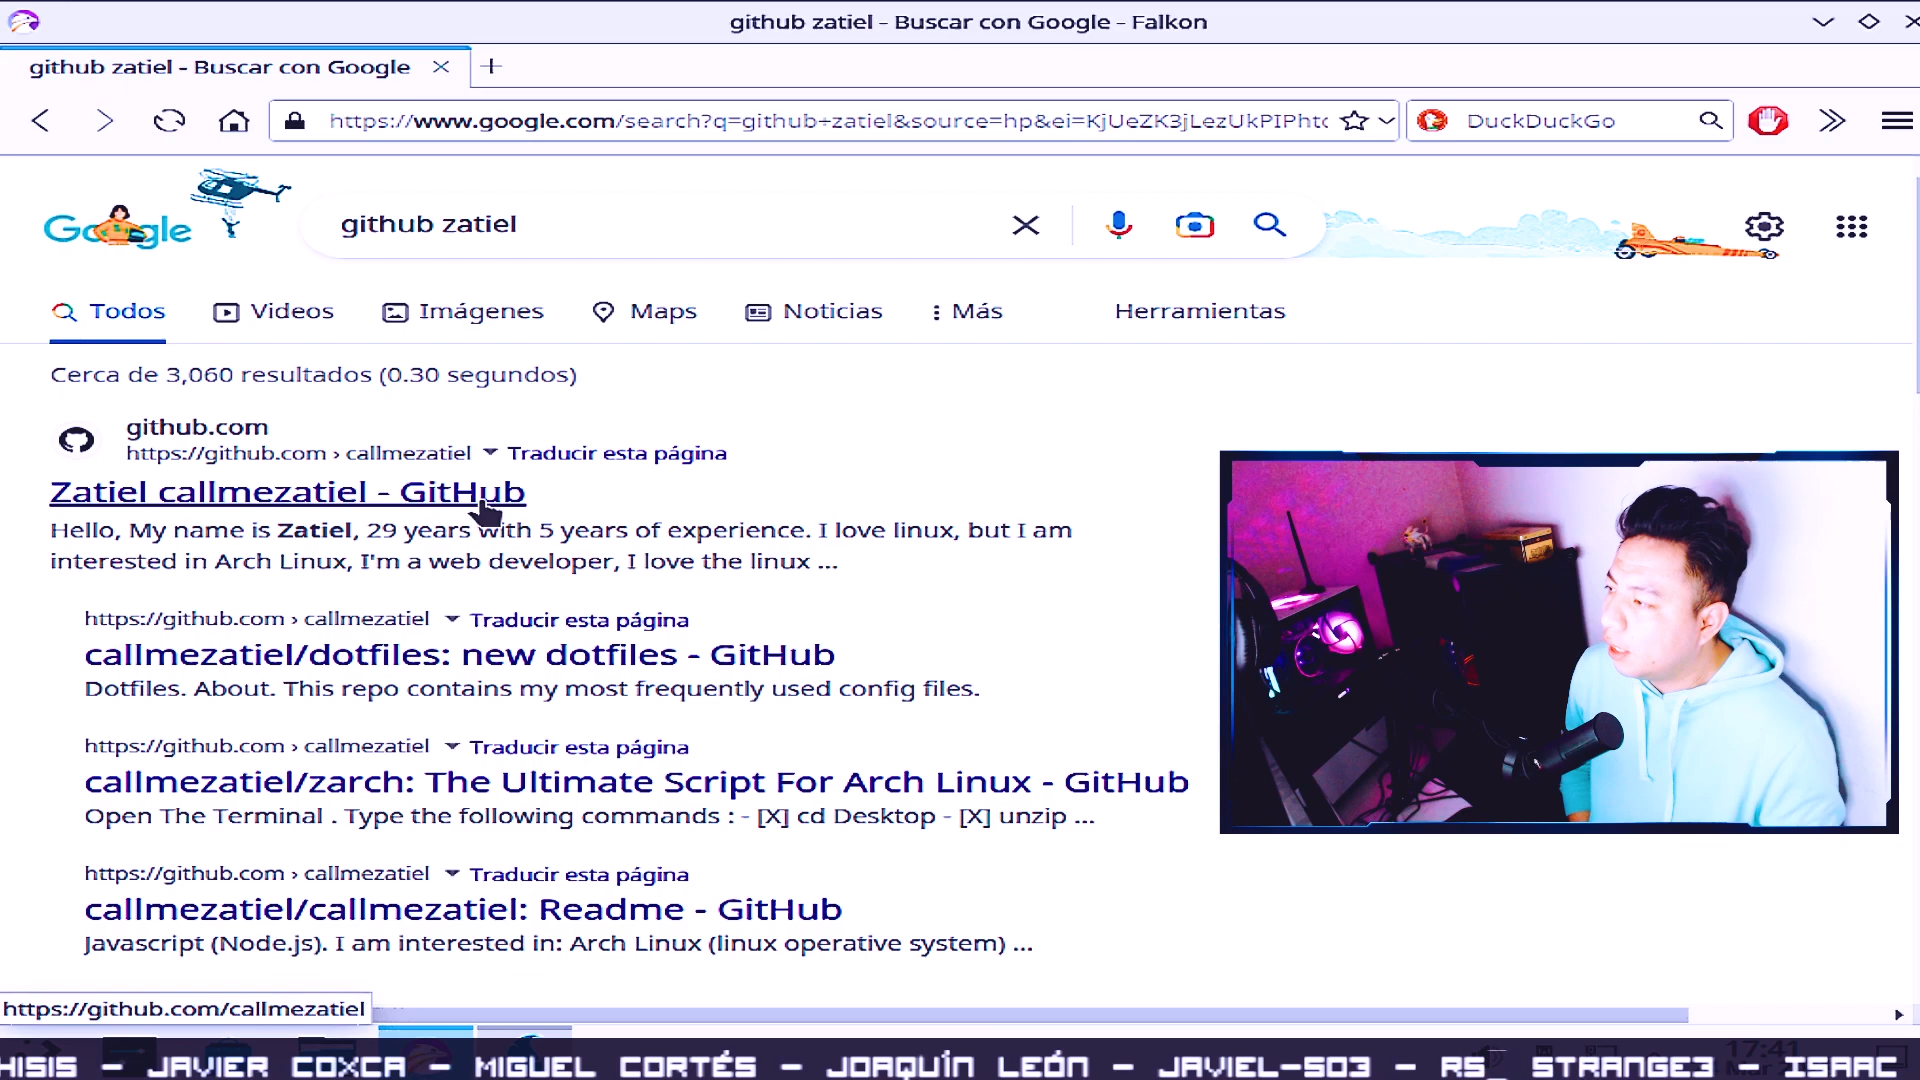 github zatiel - Buscar con Google - Falkon
github zatiel - Buscar con Google
https://www.google.com/search?q=github+zatiel&source=hp&ei=KjUeZK3jLezUkPIPhtc
DuckDuckGo
Google
github zatiel
Todos
Videos
Imágenes
Maps
Noticias
Más
Herramientas
Cerca de 3,060 resultados (0.30 segundos)
github.com
https://github.com › callmezatiel
Traducir esta página
Zatiel callmezatiel - GitHub
Hello, My name is Zatiel, 29 years with 5 years of experience. I love linux, but I am
interested in Arch Linux, I'm a web developer, I love the linux ...
https://github.com › callmezatiel
Traducir esta página
callmezatiel/dotfiles: new dotfiles - GitHub
Dotfiles. About. This repo contains my most frequently used config files.
https://github.com › callmezatiel
Traducir esta página
callmezatiel/zarch: The Ultimate Script For Arch Linux - GitHub
Open The Terminal . Type the following commands : - [X] cd Desktop - [X] unzip ...
https://github.com › callmezatiel
Traducir esta página
callmezatiel/callmezatiel: Readme - GitHub
Javascript (Node.js). I am interested in: Arch Linux (linux operative system) ...
https://github.com/callmezatiel
HISIS - JAVIER COXCA - MIGUEL CORTÉS - JOAQUÍN LEÓN - JAVIEL-503 - RS_ STRANGE3 - ISAAC
17:41